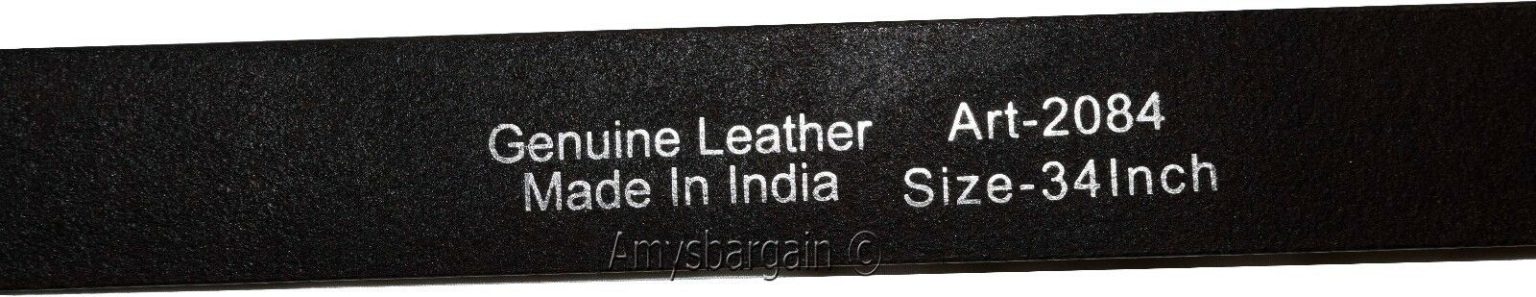 Genuine Leather
Made In India
Art-2084
Size-34Inch
Amysbargain ©